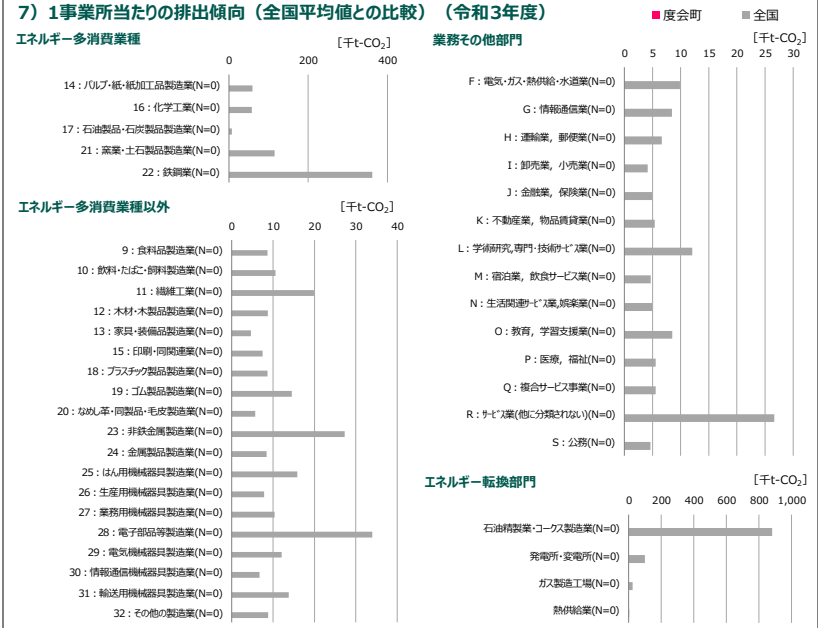 7）1事業所当たりの排出傾向（全国平均値との比較）（令和3年度）
■度会町 ■全国
エネルギー多消費業種
[千t-CO₂]
0 200 400
14：パルプ・紙・紙加工品製造業(N=0)
16：化学工業(N=0)
17：石油製品・石炭製品製造業(N=0)
21：窯業・土石製品製造業(N=0)
22：鉄鋼業(N=0)
エネルギー多消費業種以外
[千t-CO₂]
0 10 20 30 40
9：食料品製造業(N=0)
10：飲料・たばこ・飼料製造業(N=0)
11：繊維工業(N=0)
12：木材・木製品製造業(N=0)
13：家具・装備品製造業(N=0)
15：印刷・同関連業(N=0)
18：プラスチック製品製造業(N=0)
19：ゴム製品製造業(N=0)
20：なめし革・同製品・毛皮製造業(N=0)
23：非鉄金属製造業(N=0)
24：金属製品製造業(N=0)
25：はん用機械器具製造業(N=0)
26：生産用機械器具製造業(N=0)
27：業務用機械器具製造業(N=0)
28：電子部品等製造業(N=0)
29：電気機械器具製造業(N=0)
30：情報通信機械器具製造業(N=0)
31：輸送用機械器具製造業(N=0)
32：その他の製造業(N=0)
業務その他部門
[千t-CO₂]
0 5 10 15 20 25 30
F：電気・ガス・熱供給・水道業(N=0)
G：情報通信業(N=0)
H：運輸業，郵便業(N=0)
I：卸売業，小売業(N=0)
J：金融業，保険業(N=0)
K：不動産業，物品賃貸業(N=0)
L：学術研究,専門・技術サービス業(N=0)
M：宿泊業，飲食サービス業(N=0)
N：生活関連サービス業,娯楽業(N=0)
O：教育，学習支援業(N=0)
P：医療，福祉(N=0)
Q：複合サービス事業(N=0)
R：サービス業(他に分類されない)(N=0)
S：公務(N=0)
エネルギー転換部門
[千t-CO₂]
0 200 400 600 800 1,000
石油精製業・コークス製造業(N=0)
発電所・変電所(N=0)
ガス製造工場(N=0)
熱供給業(N=0)